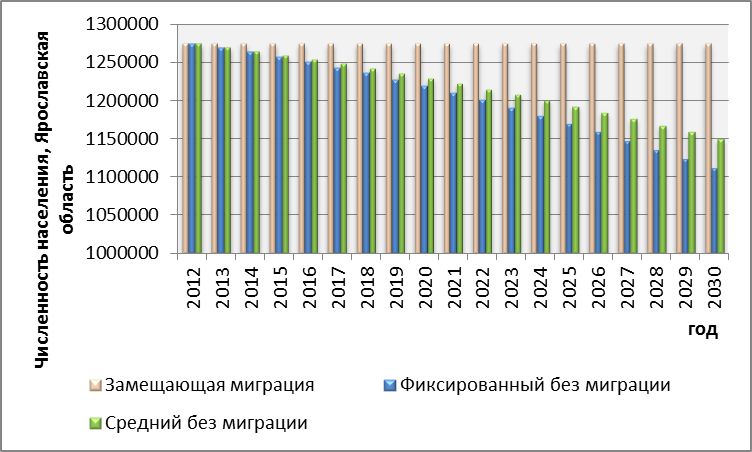 Численность населения, Ярославская
область
1300000
1250000
1200000
1150000
1100000
1050000
1000000
2012 2013 2014 2015 2016 2017 2018 2019 2020 2021 2022 2023 2024 2025 2026 2027 2028 2029 2030
год
Замещающая миграция Фиксированный без миграции
Средний без миграции